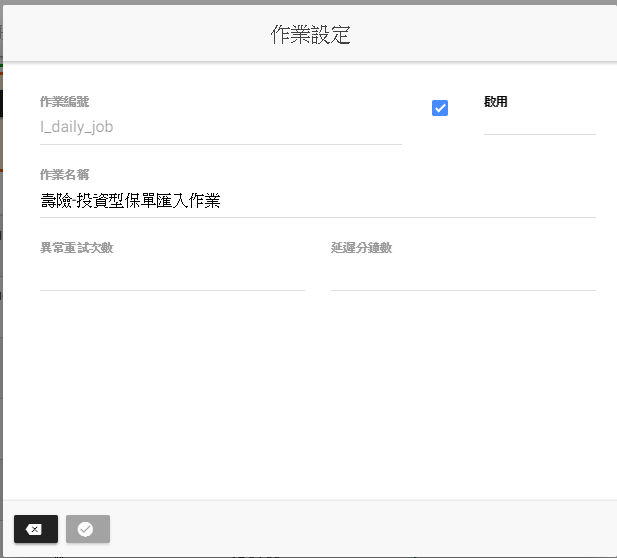 作業設定
作業編號
啟用
I_daily_job
作業名稱
壽險-投資型保單匯入作業
異常重試次數
延遲分鐘數